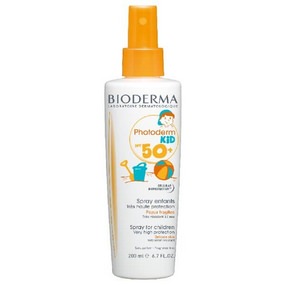 BIODERMA
LABORATOIRE DERMATOLOGIQUE
Photoderm
KID
SPF 50+
Spray enfants
Très haute protection
Peaux fragiles
Spray for children
Very high protection
200 ml e 6.7 FL.OZ.